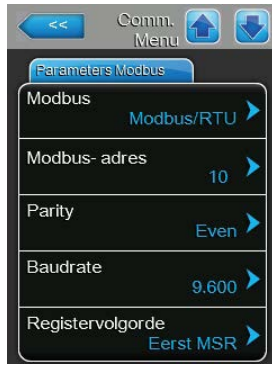 <<
Comm.
Menu
Parameters Modbus
Modbus
Modbus/RTU
Modbus- adres
10
Parity
Even
Baudrate
9.600
Registervolgorde
Eerst MSR